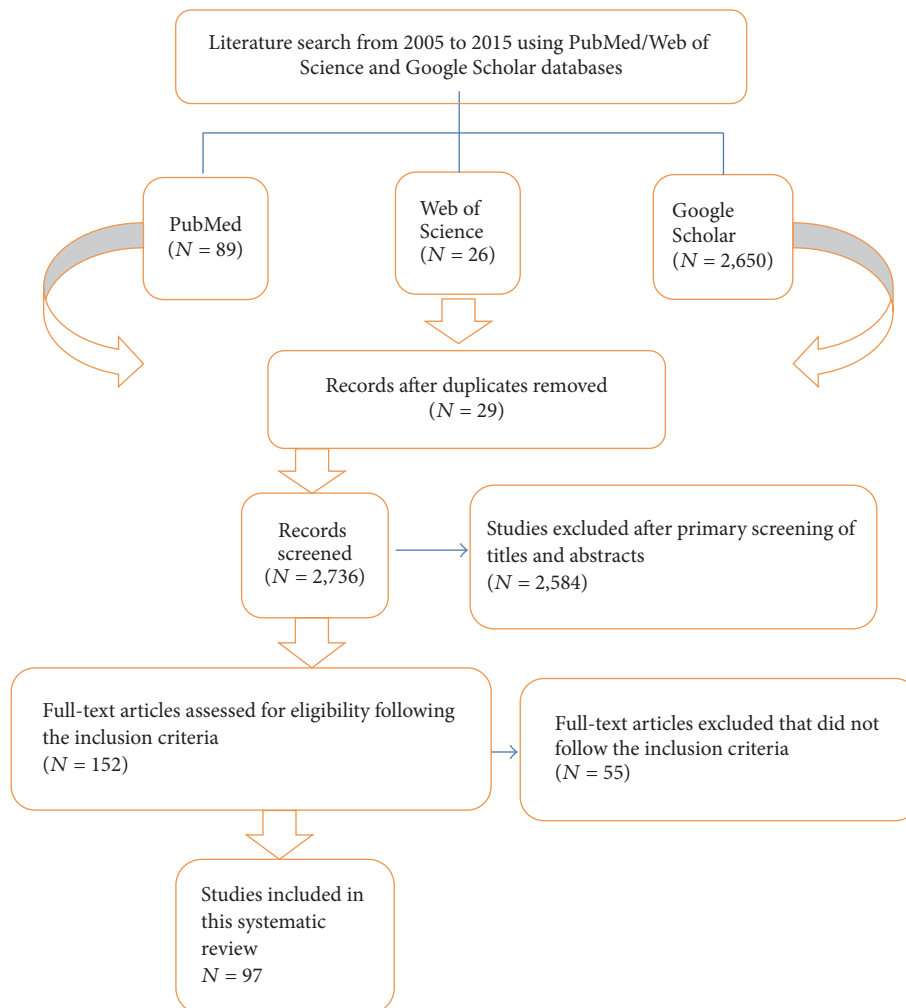 Literature search from 2005 to 2015 using PubMed/Web of
Science and Google Scholar databases
PubMed
(N = 89)
Web of
Science
(N = 26)
Google
Scholar
(N = 2,650)
Records after duplicates removed
(N = 29)
Records
screened
(N = 2,736)
Studies excluded after primary screening of
titles and abstracts
(N = 2,584)
Full-text articles assessed for eligibility following
the inclusion criteria
(N = 152)
Full-text articles excluded that did not
follow the inclusion criteria
(N = 55)
Studies included in
this systematic
review
N = 97